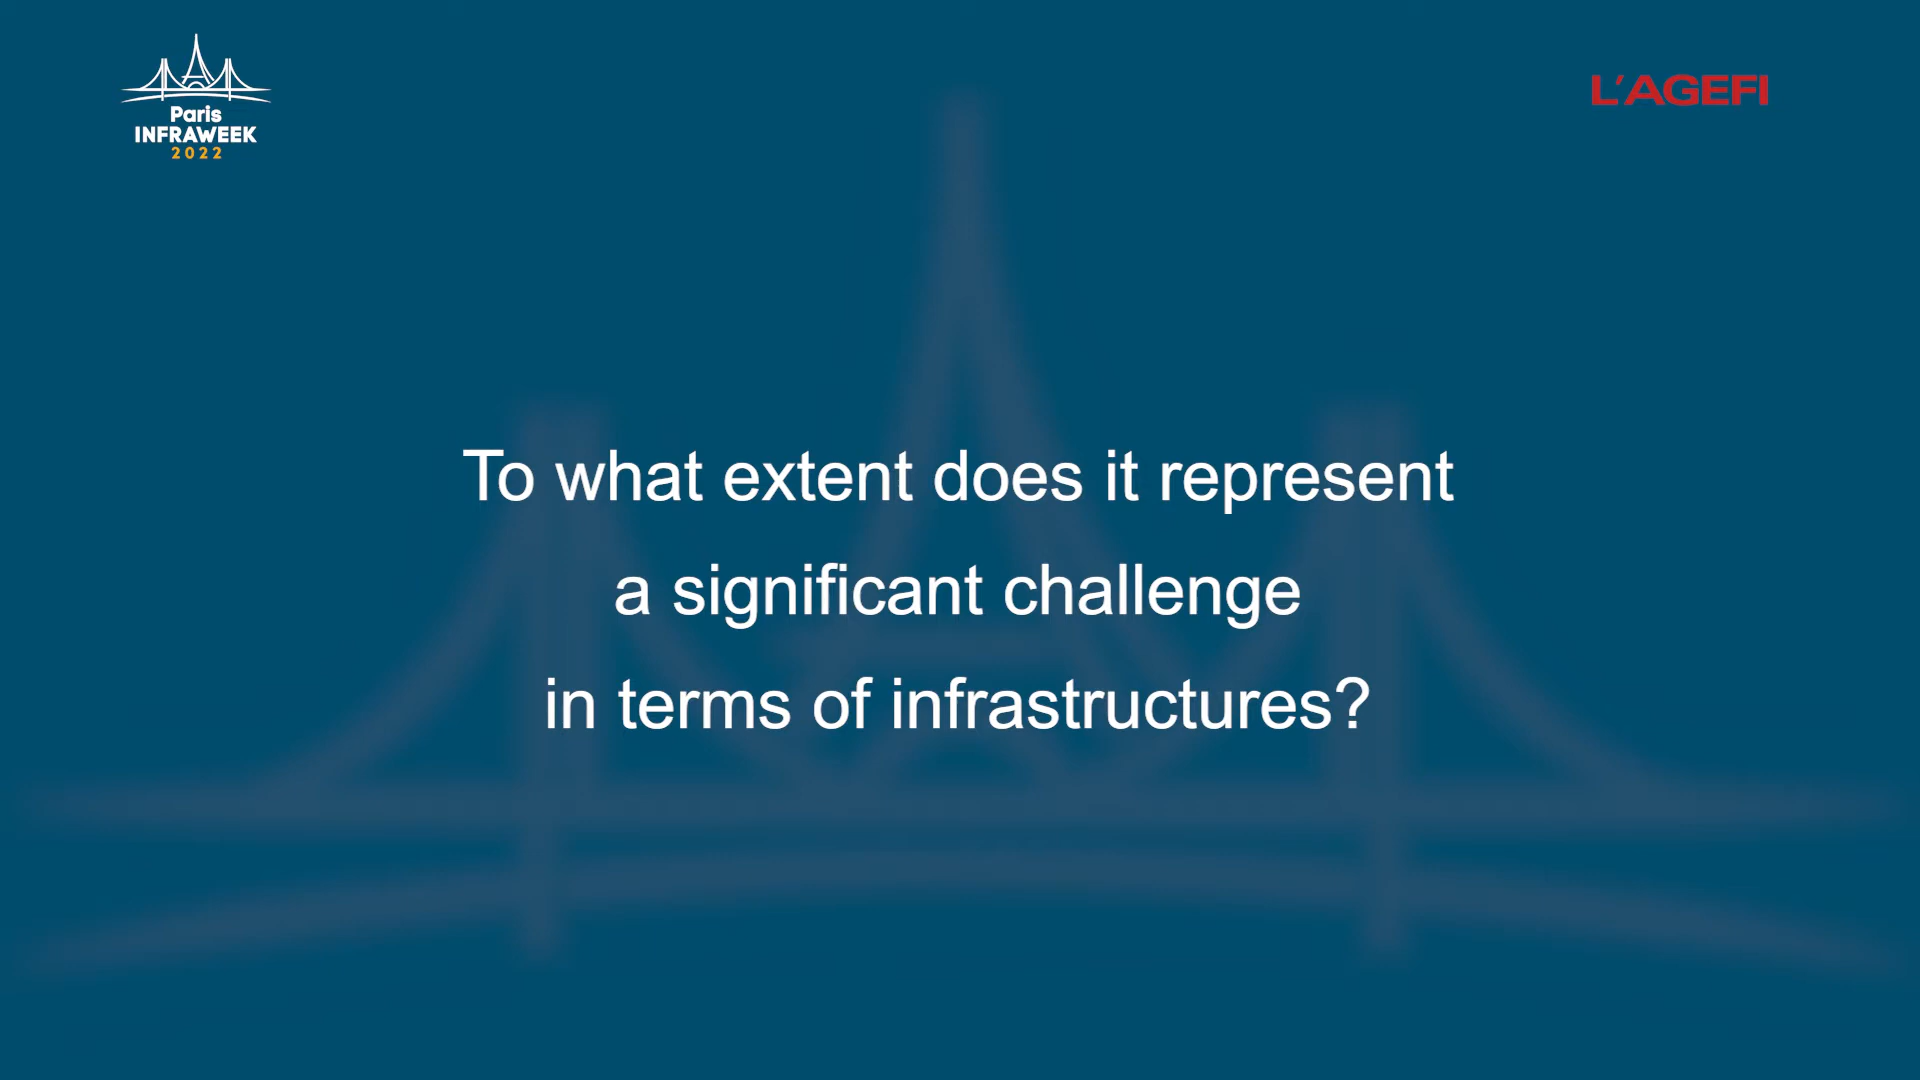 Paris
INFRAWEEK
2022
L'AGEFI
To what extent does it represent
a significant challenge
in terms of infrastructures?